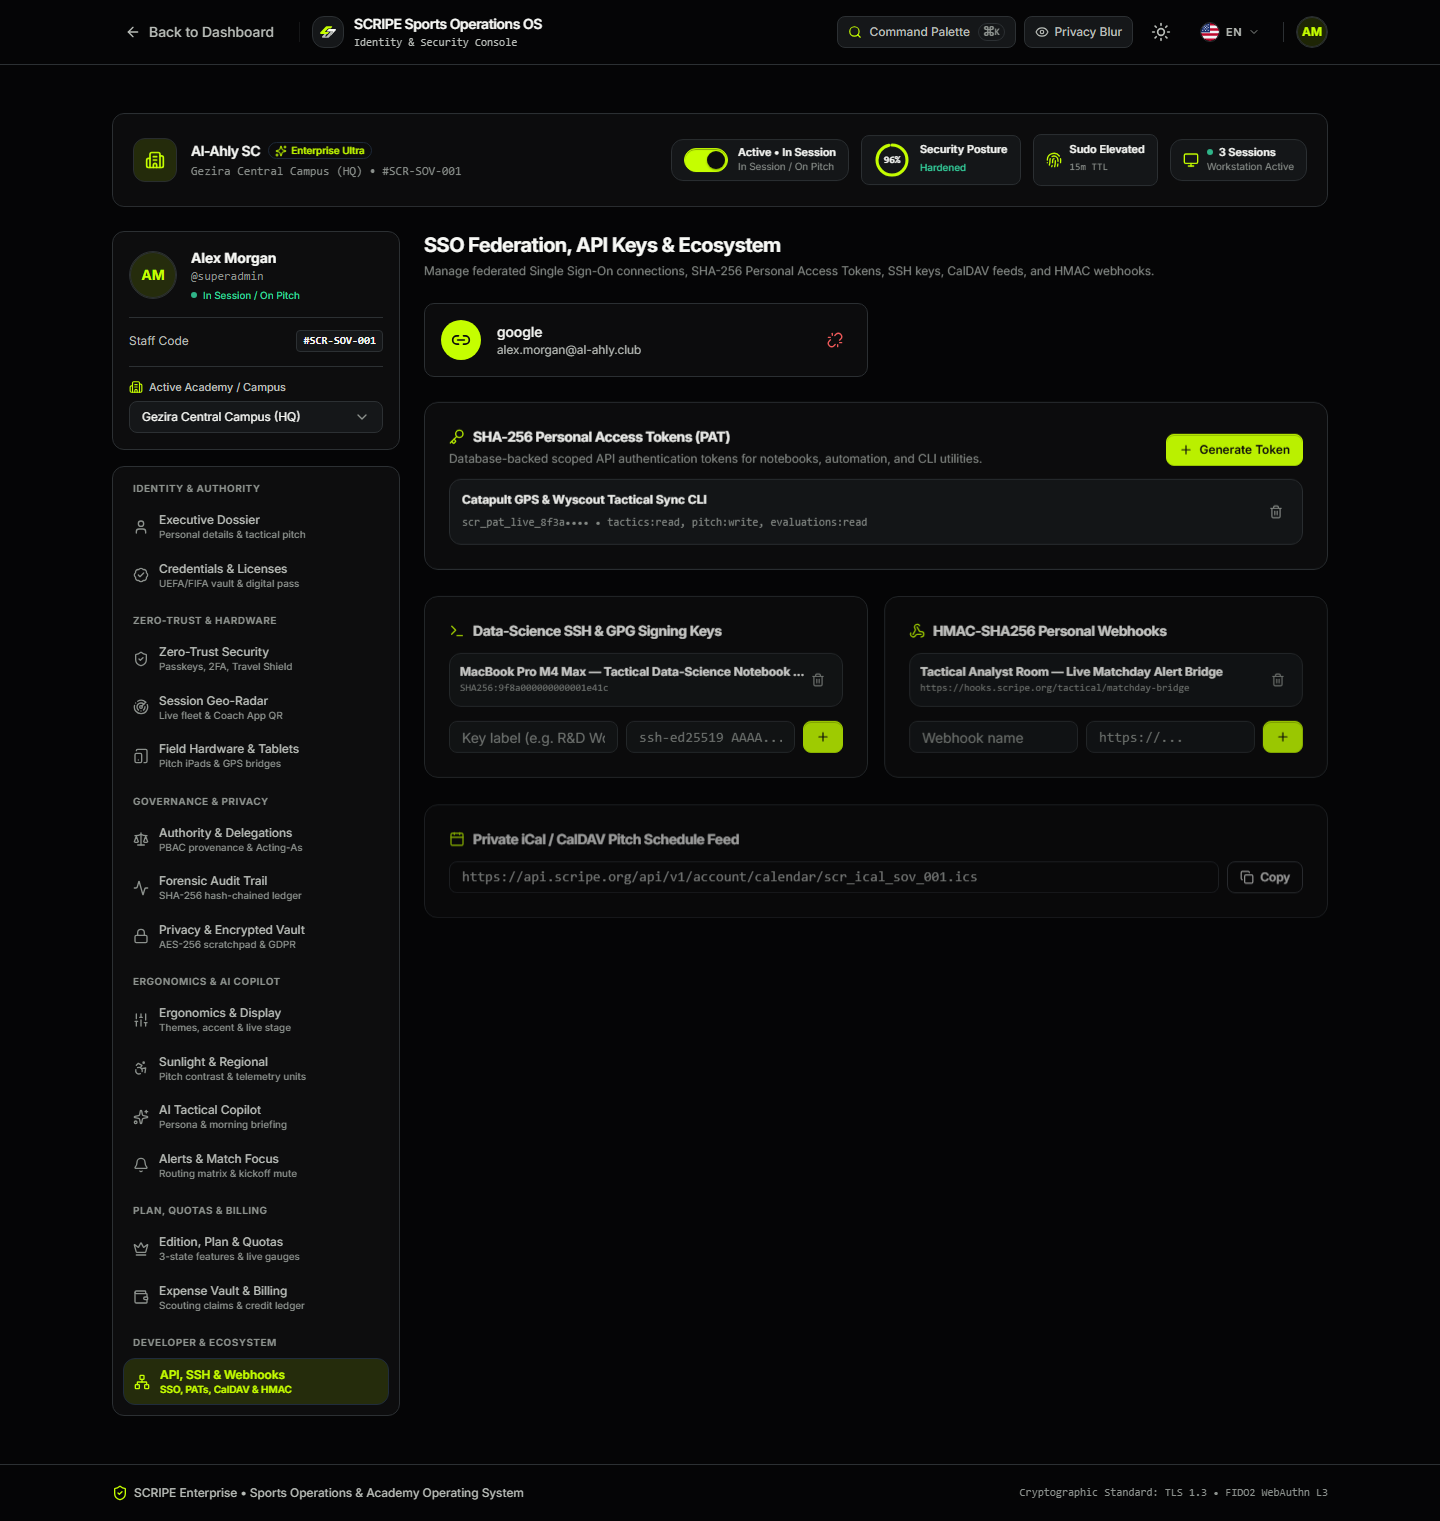 Back to Dashboard
SCRIPE Sports Operations OS
Identity & Security Console
Command Palette ⌘K
Privacy Blur
EN
AM
Al-Ahly SC
Enterprise Ultra
Gezira Central Campus (HQ) • #SCR-SOV-001
Active • In Session
In Session / On Pitch
96%
Security Posture
Hardened
Sudo Elevated
15m TTL
3 Sessions
Workstation Active
AM
Alex Morgan
@superadmin
In Session / On Pitch
Staff Code
#SCR-SOV-001
Active Academy / Campus
Gezira Central Campus (HQ)
IDENTITY & AUTHORITY
Executive Dossier
Personal details & tactical pitch
Credentials & Licenses
UEFA/FIFA vault & digital pass
ZERO-TRUST & HARDWARE
Zero-Trust Security
Passkeys, 2FA, Travel Shield
Session Geo-Radar
Live fleet & Coach App QR
Field Hardware & Tablets
Pitch iPads & GPS bridges
GOVERNANCE & PRIVACY
Authority & Delegations
PBAC provenance & Acting-As
Forensic Audit Trail
SHA-256 hash-chained ledger
Privacy & Encrypted Vault
AES-256 scratchpad & GDPR
ERGONOMICS & AI COPILOT
Ergonomics & Display
Themes, accent & live stage
Sunlight & Regional
Pitch contrast & telemetry units
AI Tactical Copilot
Persona & morning briefing
Alerts & Match Focus
Routing matrix & kickoff mute
PLAN, QUOTAS & BILLING
Edition, Plan & Quotas
3-state features & live gauges
Expense Vault & Billing
Scouting claims & credit ledger
DEVELOPER & ECOSYSTEM
API, SSH & Webhooks
SSO, PATs, CalDAV & HMAC
SSO Federation, API Keys & Ecosystem
Manage federated Single Sign-On connections, SHA-256 Personal Access Tokens, SSH keys, CalDAV feeds, and HMAC webhooks.
google
alex.morgan@al-ahly.club
SHA-256 Personal Access Tokens (PAT)
Database-backed scoped API authentication tokens for notebooks, automation, and CLI utilities.
Generate Token
Catapult GPS & Wyscout Tactical Sync CLI
scr_pat_live_8f3a•••• • tactics:read, pitch:write, evaluations:read
Data-Science SSH & GPG Signing Keys
MacBook Pro M4 Max — Tactical Data-Science Notebook ...
SHA256:9f8a000000000001e41c
Key label (e.g. R&D Wo
ssh-ed25519 AAAA...
HMAC-SHA256 Personal Webhooks
Tactical Analyst Room — Live Matchday Alert Bridge
https://hooks.scripe.org/tactical/matchday-bridge
Webhook name
https://...
Private iCal / CalDAV Pitch Schedule Feed
https://api.scripe.org/api/v1/account/calendar/scr_ical_sov_001.ics
Copy
SCRIPE Enterprise • Sports Operations & Academy Operating System
Cryptographic Standard: TLS 1.3 • FIDO2 WebAuthn L3